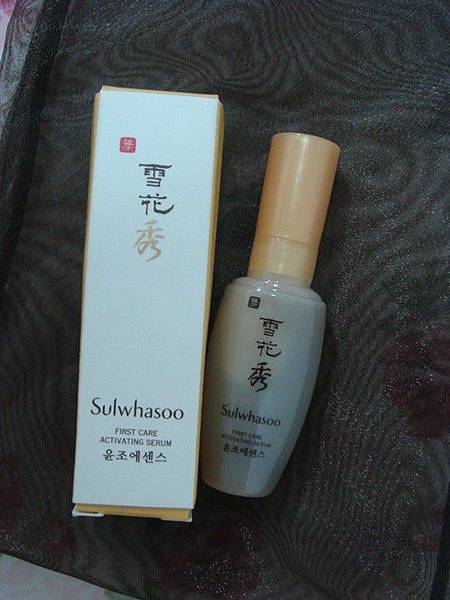 雪
花
秀
Sulwhasoo
FIRST CARE
ACTIVATING SERUM
윤조에센스
雪
花
秀
Sulwhasoo
FIRST CARE
ACTIVATING SERUM
윤조에센스